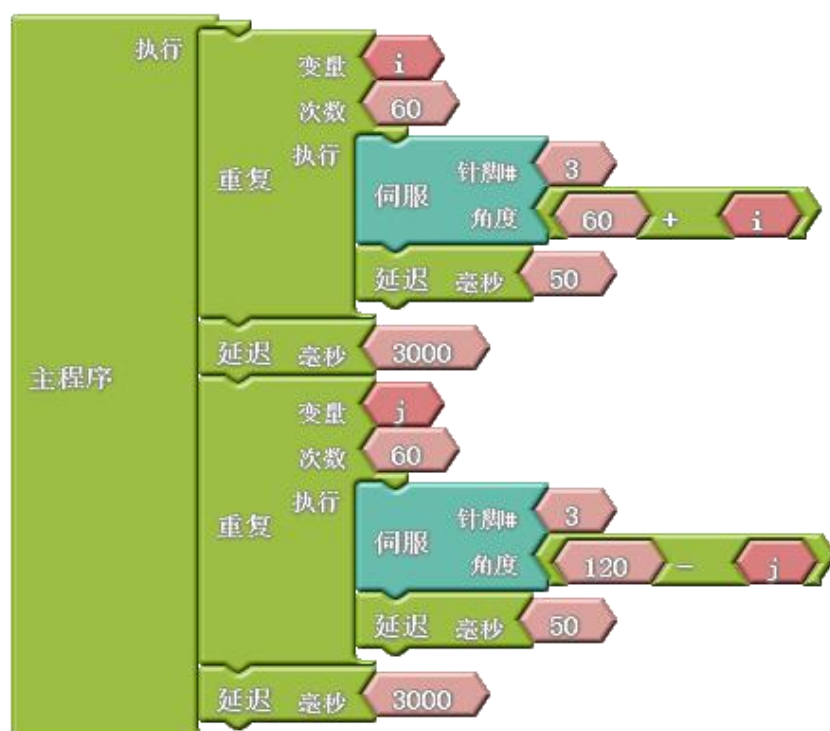 执行
变量 i
次数 60
重复
执行
伺服
针脚# 3
角度 60 + i
延迟 毫秒 50
延迟 毫秒 3000
主程序
变量 j
次数 60
重复
执行
伺服
针脚# 3
角度 120 - j
延迟 毫秒 50
延迟 毫秒 3000